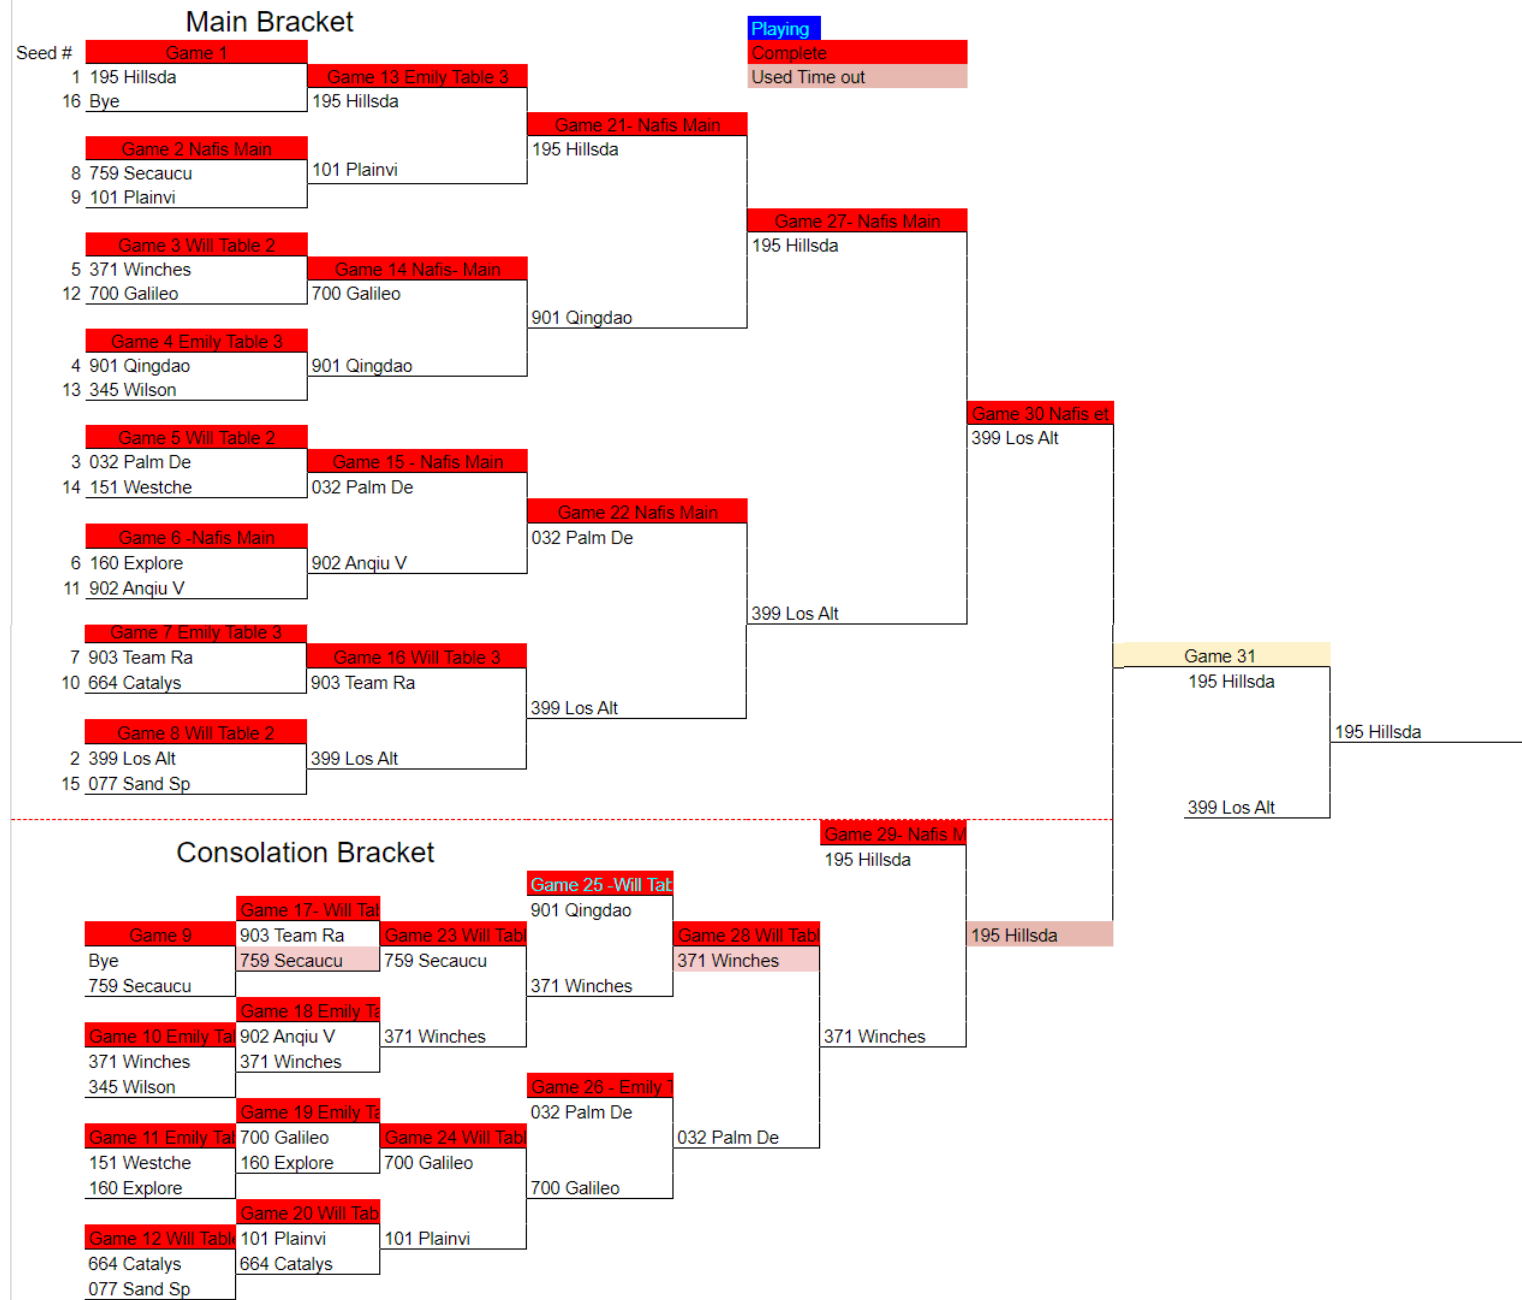 Main Bracket
Playing
Seed #
Game 1
Complete
1 195 Hillsda
Game 13 Emily Table 3
Used Time out
16 Bye
195 Hillsda
Game 21- Nafis Main
Game 2 Nafis Main
195 Hillsda
8 759 Secaucu
101 Plainvi
9 101 Plainvi
Game 27- Nafis Main
Game 3 Will Table 2
195 Hillsda
5 371 Winches
Game 14 Nafis- Main
12 700 Galileo
700 Galileo
901 Qingdao
Game 4 Emily Table 3
4 901 Qingdao
901 Qingdao
13 345 Wilson
Game 30 Nafis et
Game 5 Will Table 2
399 Los Alt
3 032 Palm De
Game 15 - Nafis Main
14 151 Westche
032 Palm De
Game 22 Nafis Main
Game 6 -Nafis Main
032 Palm De
6 160 Explore
902 Anqiu V
11 902 Anqiu V
399 Los Alt
Game 7 Emily Table 3
7 903 Team Ra
Game 16 Will Table 3
Game 31
10 664 Catalys
903 Team Ra
195 Hillsda
399 Los Alt
Game 8 Will Table 2
195 Hillsda
2 399 Los Alt
399 Los Alt
15 077 Sand Sp
399 Los Alt
Game 29- Nafis M
Consolation Bracket
195 Hillsda
Game 25 -Will Tab
Game 17- Will Tab
901 Qingdao
Game 9
903 Team Ra
Game 23 Will Tabl
Game 28 Will Tabl
195 Hillsda
Bye
759 Secaucu
759 Secaucu
371 Winches
759 Secaucu
371 Winches
Game 18 Emily Ta
Game 10 Emily Tal
902 Anqiu V
371 Winches
371 Winches
371 Winches
371 Winches
345 Wilson
Game 26 - Emily T
Game 19 Emily Ta
032 Palm De
Game 11 Emily Tal
700 Galileo
Game 24 Will Tabl
032 Palm De
151 Westche
160 Explore
700 Galileo
160 Explore
700 Galileo
Game 20 Will Tab
Game 12 Will Table
101 Plainvi
101 Plainvi
664 Catalys
664 Catalys
077 Sand Sp